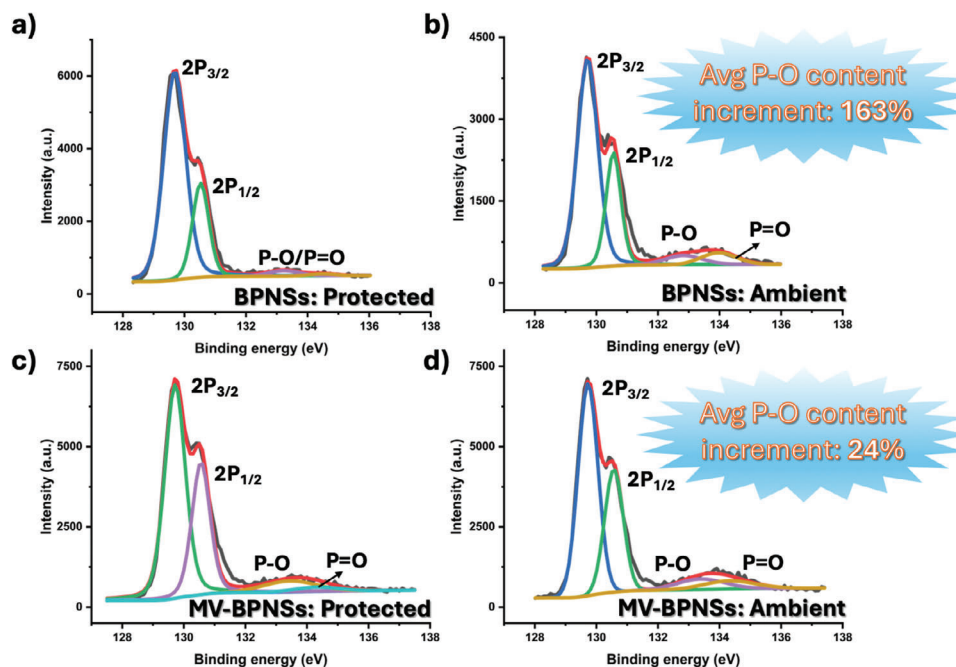 a)
2P3/2
2P1/2
P-O/P=O
BPNSs: Protected
Intensity (a.u.)
6000
4000
2000
0
128 130 132 134 136 138
Binding energy (eV)
b)
2P3/2
2P1/2
P-O
P=O
Avg P-O content
increment: 163%
BPNSs: Ambient
Intensity (a.u.)
4500
3000
1500
0
128 130 132 134 136 138
Binding energy (eV)
c)
2P3/2
2P1/2
P-O
P=O
MV-BPNSs: Protected
Intensity (a.u.)
7500
5000
2500
0
128 130 132 134 136 138
Binding energy (eV)
d)
2P3/2
2P1/2
P-O
P=O
Avg P-O content
increment: 24%
MV-BPNSs: Ambient
Intensity (a.u.)
7500
5000
2500
0
128 130 132 134 136 138
Binding energy (eV)